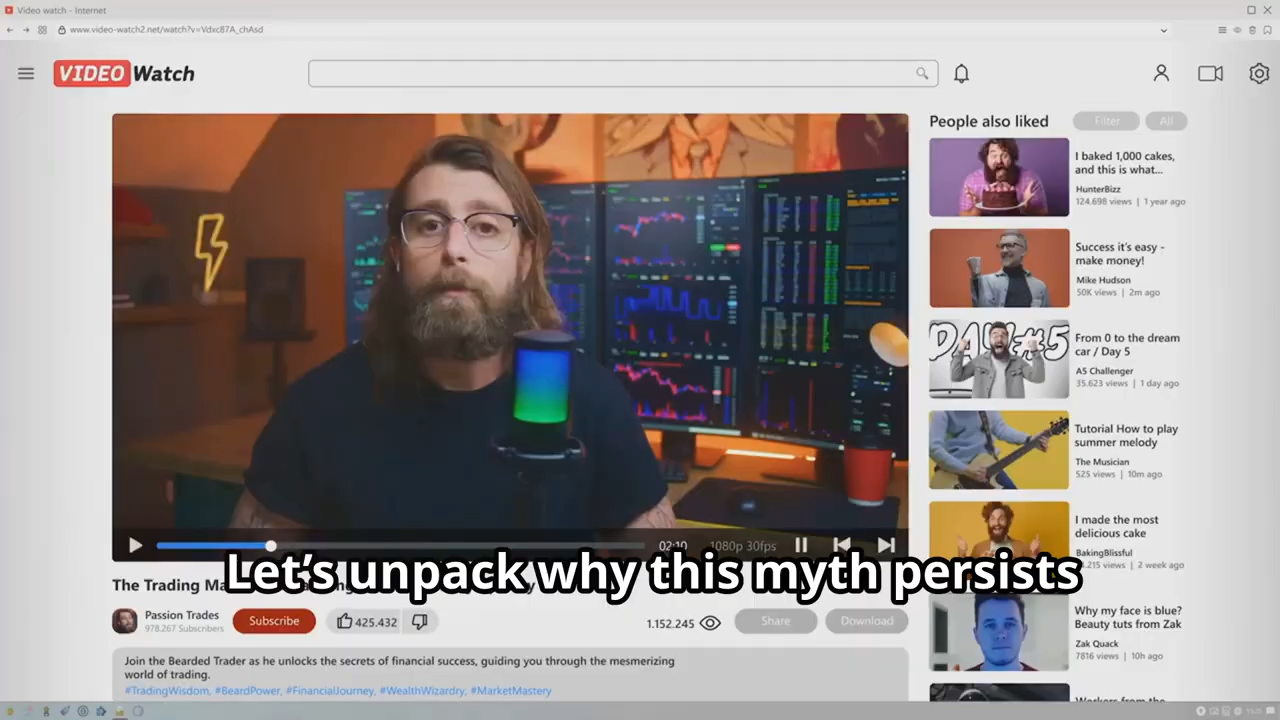 Video watch - Internet
www.video-watch2.net/watch?v=Vdxc87A_chAsd
VIDEO Watch
People also liked
Filter
All
I baked 1,000 cakes,
and this is what...
HunterBizz
124.698 views | 1 year ago
Success it's easy -
make money!
Mike Hudson
50K views | 2m ago
DAY #5
From 0 to the dream
car / Day 5
A5 Challenger
35.623 views | 1 day ago
Tutorial How to play
summer melody
The Musician
525 views | 10m ago
I made the most
delicious cake
BakingBlissful
.215 views | 2 week ago
Why my face is blue?
Beauty tuts from Zak
Zak Quack
7816 views | 10h ago
Workers from the
02:10
1080p 30fps
Let's unpack why this myth persists
The Trading
Passion Trades
978.267 Subscribers
Subscribe
425.432
1.152.245
Share
Download
Join the Bearded Trader as he unlocks the secrets of financial success, guiding you through the mesmerizing
world of trading.
#TradingWisdom, #BeardPower, #FinancialJourney, #WealthWizardry, #MarketMastery